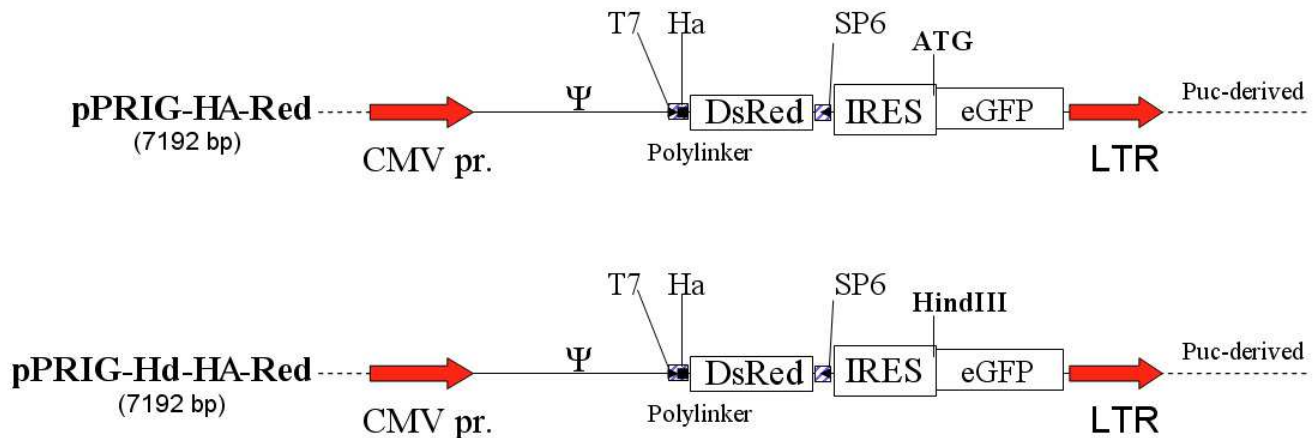 T7 Ha SP6
ATG
pPRIG-HA-Red Ψ DsRed IRES eGFP Puc-derived
(7192 bp)
CMV pr. Polylinker LTR
T7 Ha SP6
HindIII
pPRIG-Hd-HA-Red Ψ DsRed IRES eGFP Puc-derived
(7192 bp)
CMV pr. Polylinker LTR